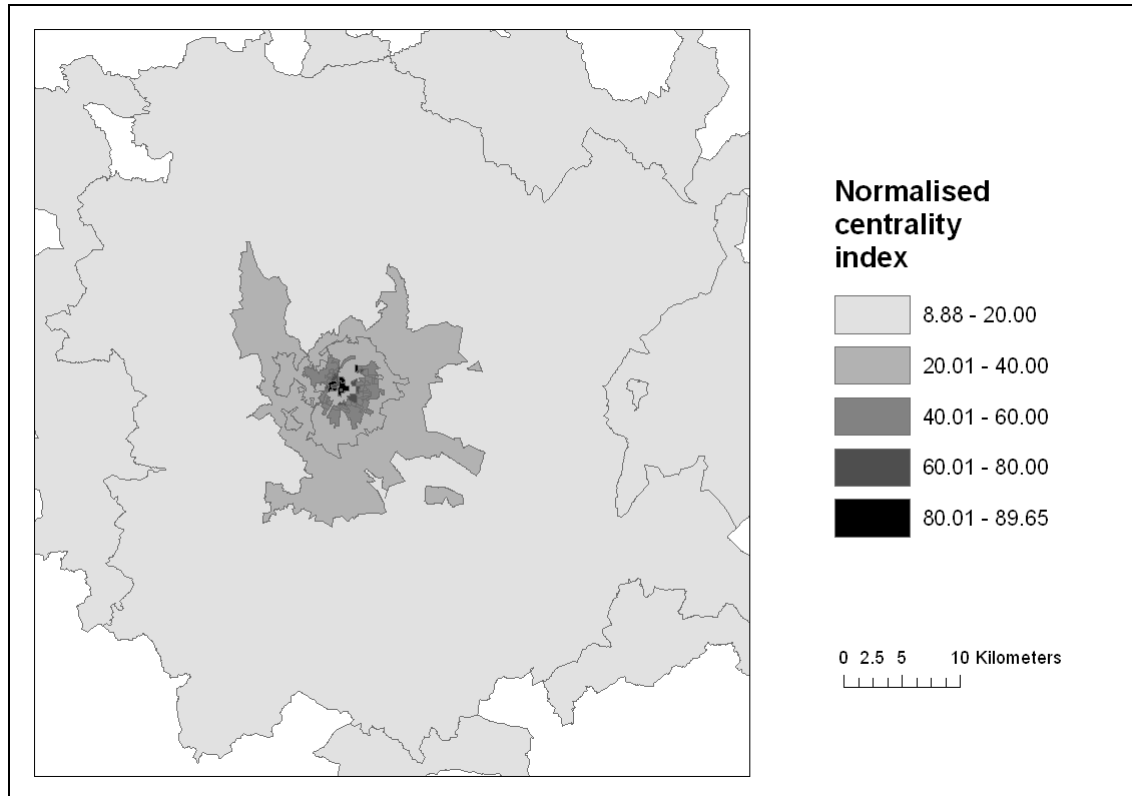 Normalised
centrality
index
8.88 - 20.00
20.01 - 40.00
40.01 - 60.00
60.01 - 80.00
80.01 - 89.65
0 2.5 5 10 Kilometers